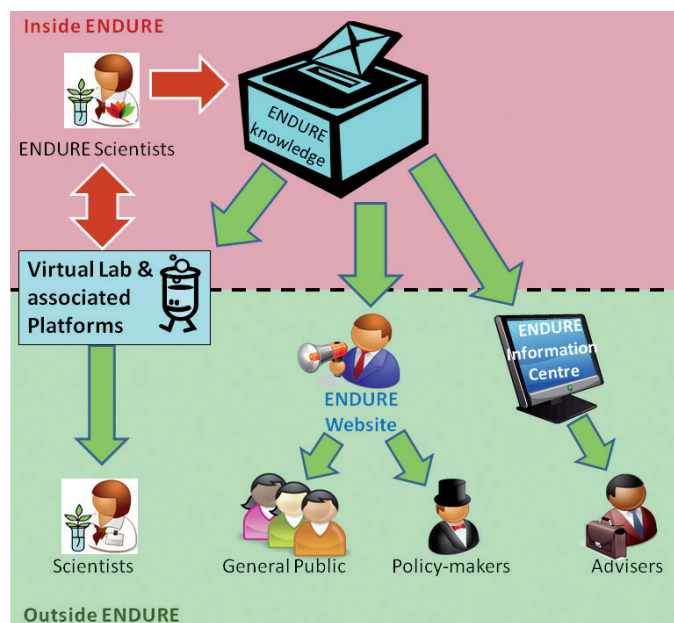 Inside ENDURE
ENDURE
knowledge
ENDURE Scientists
Virtual Lab &
associated
Platforms
ENDURE
Information
Centre
ENDURE
Website
Scientists
General Public
Policy-makers
Advisers
Outside ENDURE